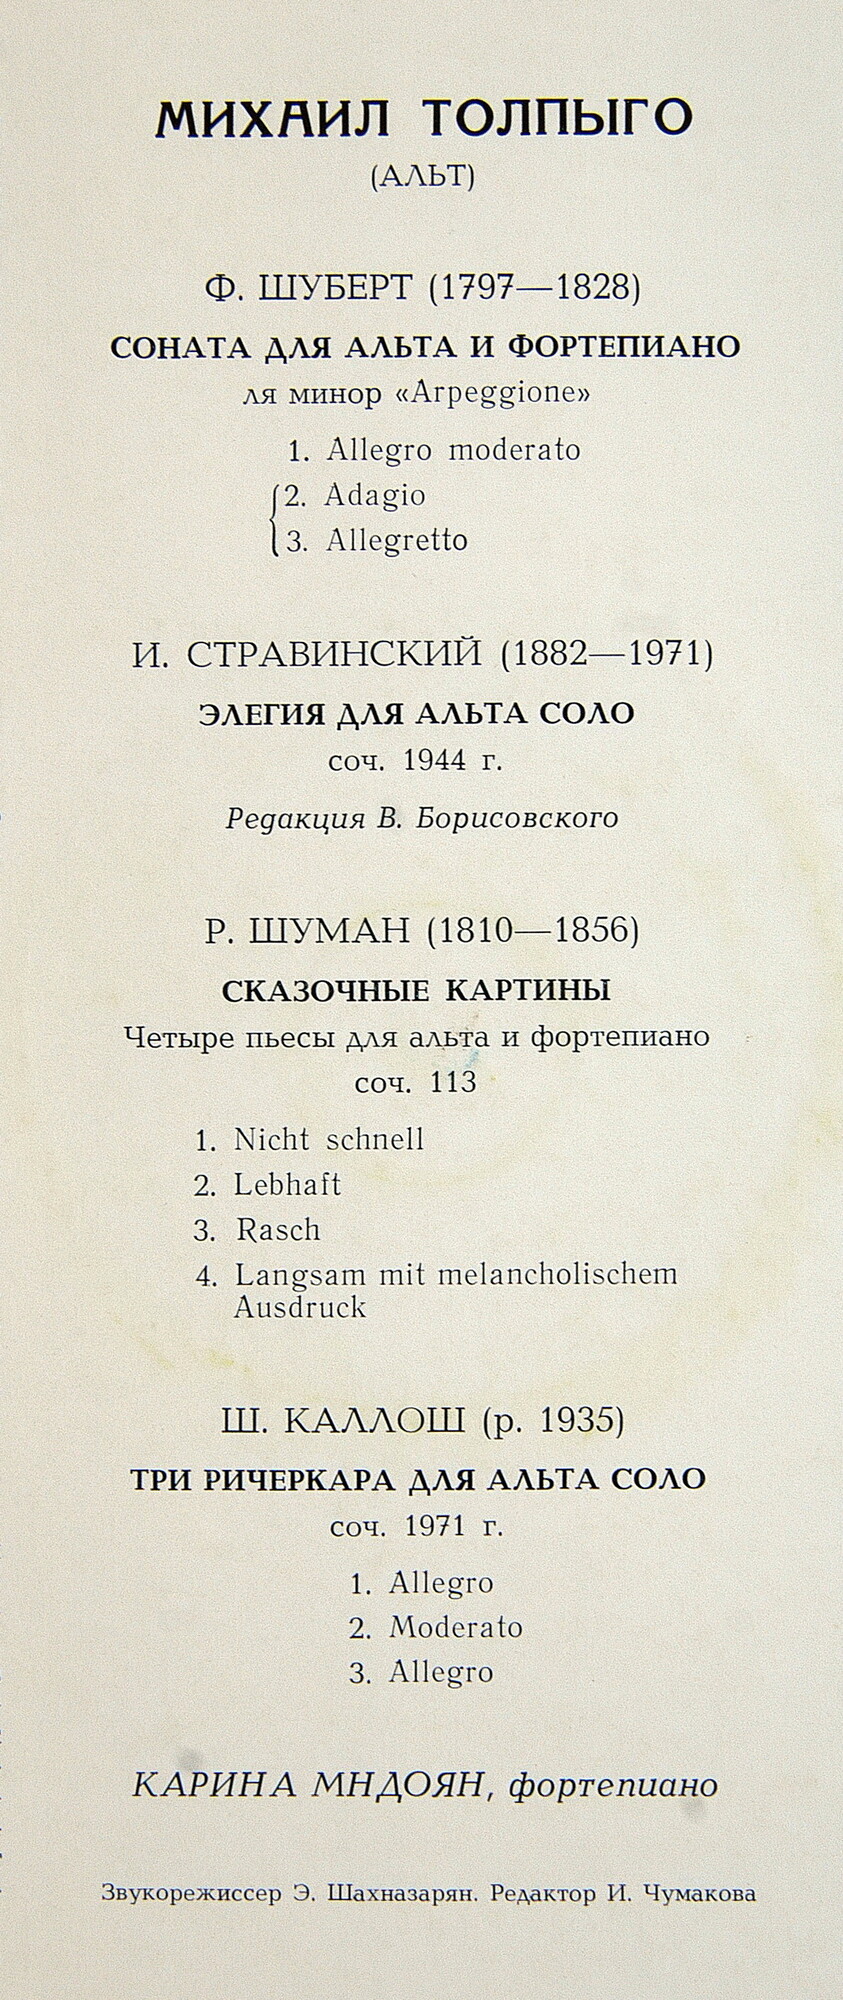 МИХАИЛ ТОЛПЫГО
(АЛЬТ)
Ф. ШУБЕРТ (1797—1828)
СОНАТА ДЛЯ АЛЬТА И ФОРТЕПИАНО
ля минор «Arpeggione»
1. Allegro moderato
2. Adagio
3. Allegretto
И. СТРАВИНСКИЙ (1882—1971)
ЭЛЕГИЯ ДЛЯ АЛЬТА СОЛО
соч. 1944 г.
Редакция В. Борисовского
Р. ШУМАН (1810—1856)
СКАЗОЧНЫЕ КАРТИНЫ
Четыре пьесы для альта и фортепиано
соч. 113
1. Nicht schnell
2. Lebhaft
3. Rasch
4. Langsam mit melancholischem
Ausdruck
Ш. КАЛЛОШ (р. 1935)
ТРИ РИЧЕРКАРА ДЛЯ АЛЬТА СОЛО
соч. 1971 г.
1. Allegro
2. Moderato
3. Allegro
КАРИНА МНДОЯН, фортепиано
Звукорежиссер Э. Шахназарян. Редактор И. Чумакова